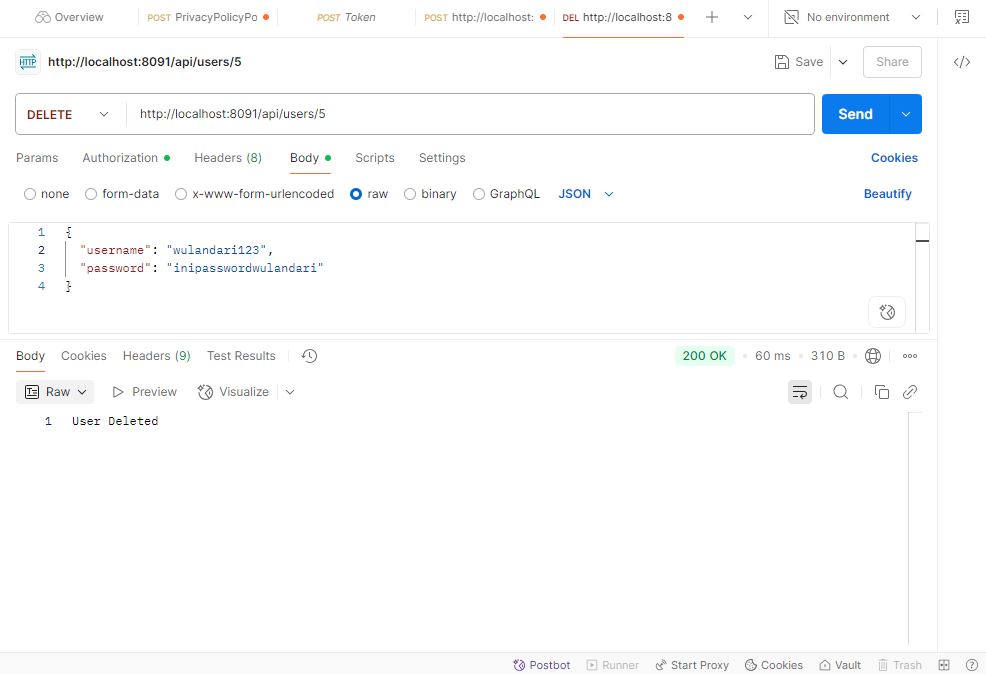 Overview POST PrivacyPolicyPo POST Token POST http://localhost: DEL http://localhost:8 No environment
HTTP http://localhost:8091/api/users/5 Save Share
DELETE http://localhost:8091/api/users/5 Send
Params Authorization Headers (8) Body Scripts Settings Cookies
none form-data x-www-form-urlencoded raw binary GraphQL JSON Beautify
1 {
2 "username": "wulandari123",
3 "password": "inipasswordwulandari"
4 }
Body Cookies Headers (9) Test Results 200 OK 60 ms 310 B
Raw Preview Visualize
1 User Deleted
Postbot Runner Start Proxy Cookies Vault Trash